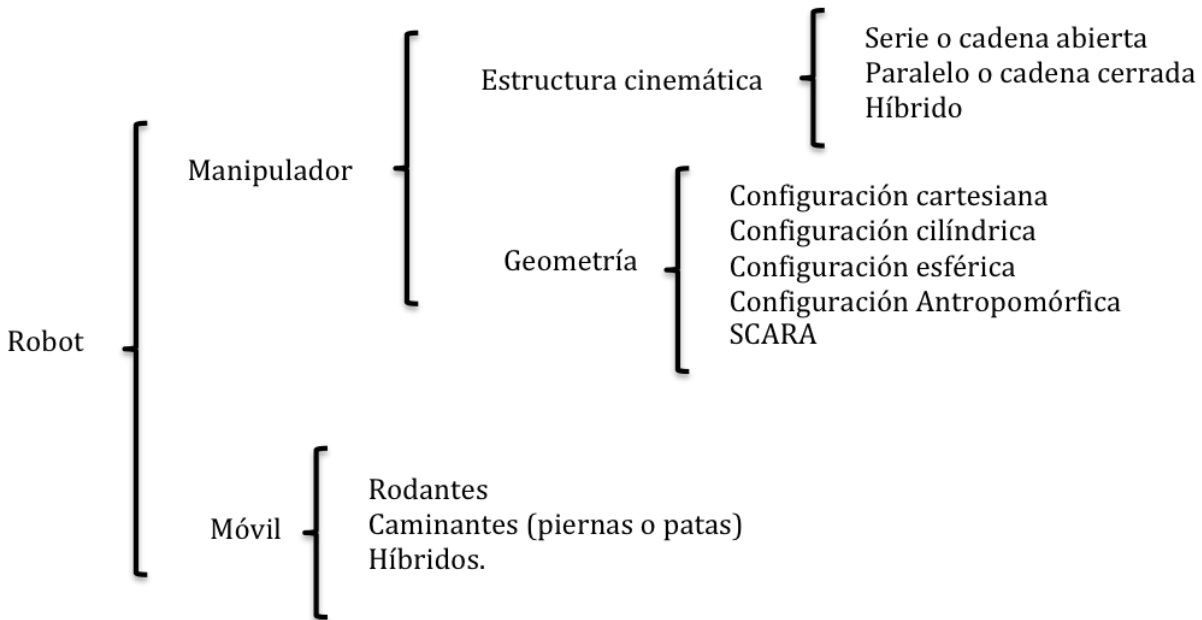 Robot
Manipulador
Estructura cinemática
Serie o cadena abierta
Paralelo o cadena cerrada
Híbrido
Geometría
Configuración cartesiana
Configuración cilíndrica
Configuración esférica
Configuración Antropomórfica
SCARA
Móvil
Rodantes
Caminantes (piernas o patas)
Híbridos.